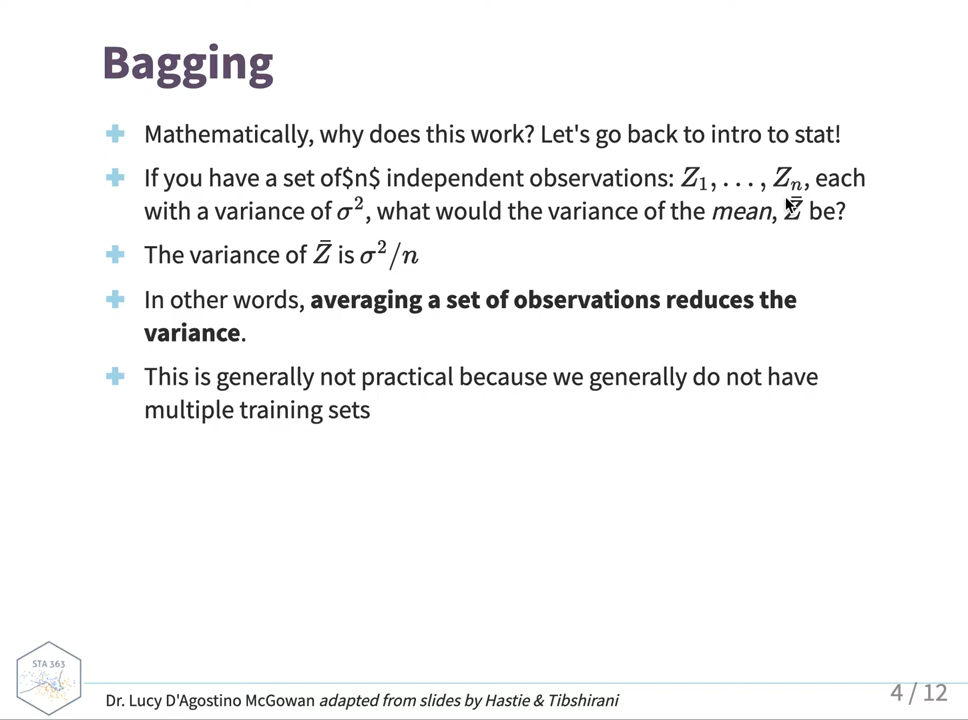 Bagging
Mathematically, why does this work? Let's go back to intro to stat!
If you have a set of$n$ independent observations: Z₁, . . . , Zₙ, each
with a variance of σ², what would the variance of the mean, Z̄ be?
The variance of Z̄ is σ²/n
In other words, averaging a set of observations reduces the
variance.
This is generally not practical because we generally do not have
multiple training sets
STA 363
Dr. Lucy D'Agostino McGowan adapted from slides by Hastie & Tibshirani
4 / 12